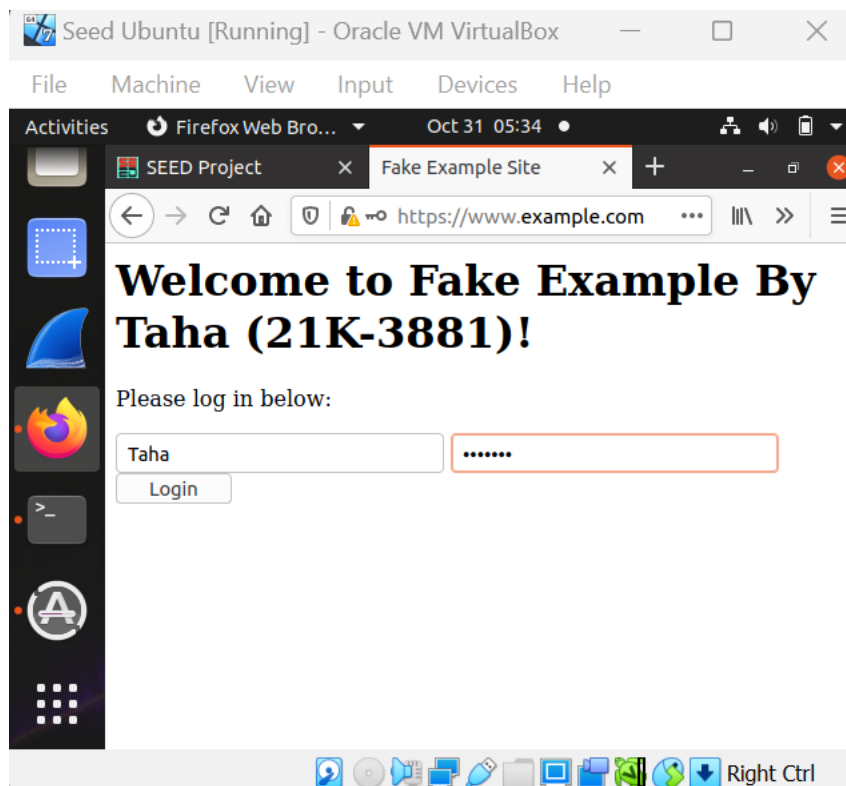 Seed Ubuntu [Running] - Oracle VM VirtualBox
File Machine View Input Devices Help
Activities Firefox Web Bro... Oct 31 05:34
SEED Project Fake Example Site
https://www.example.com
Welcome to Fake Example By
Taha (21K-3881)!
Please log in below:
Taha •••••••
Login
Right Ctrl